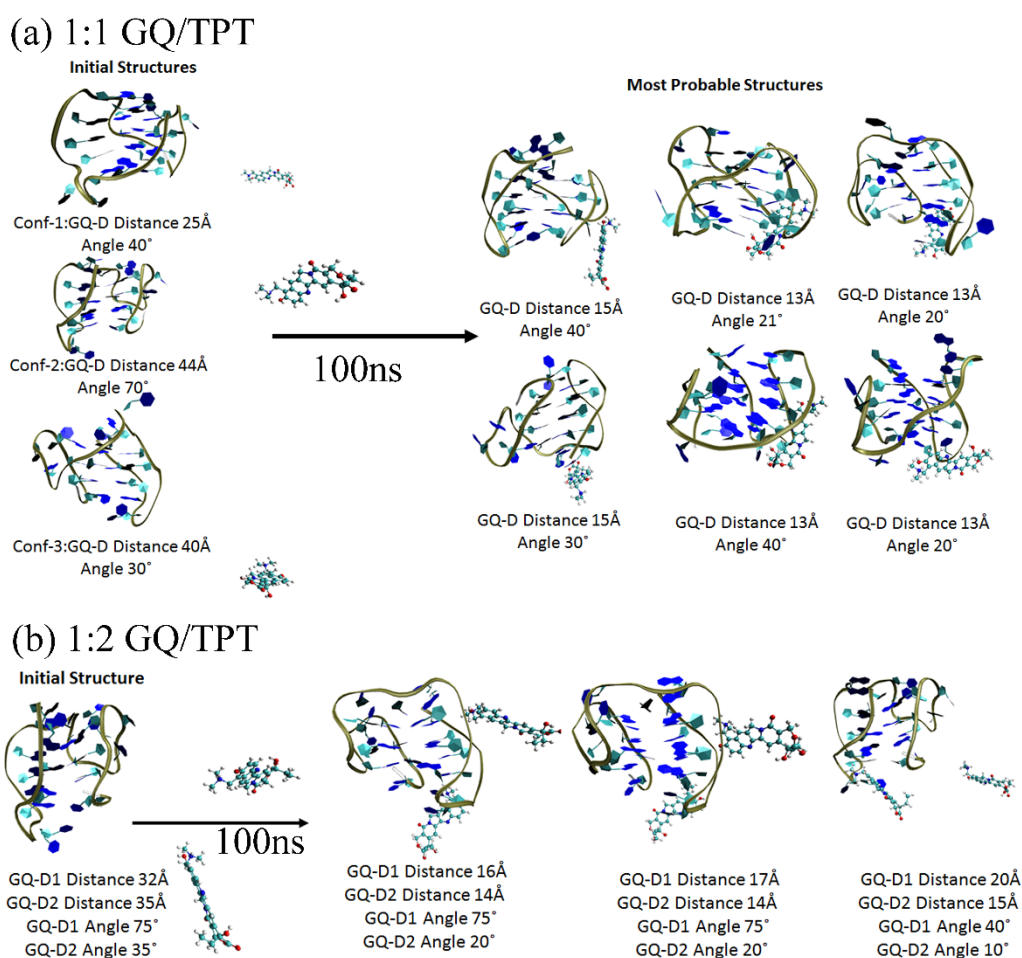 (a) 1:1 GQ/TPT
Initial Structures
Conf-1:GQ-D Distance 25Å
Angle 40˚
Conf-2:GQ-D Distance 44Å
Angle 70˚
Conf-3:GQ-D Distance 40Å
Angle 30˚
100ns
Most Probable Structures
GQ-D Distance 15Å
Angle 40˚
GQ-D Distance 13Å
Angle 21˚
GQ-D Distance 13Å
Angle 20˚
GQ-D Distance 15Å
Angle 30˚
GQ-D Distance 13Å
Angle 40˚
GQ-D Distance 13Å
Angle 20˚
(b) 1:2 GQ/TPT
Initial Structure
GQ-D1 Distance 32Å
GQ-D2 Distance 35Å
GQ-D1 Angle 75˚
GQ-D2 Angle 35˚
100ns
GQ-D1 Distance 16Å
GQ-D2 Distance 14Å
GQ-D1 Angle 75˚
GQ-D2 Angle 20˚
GQ-D1 Distance 17Å
GQ-D2 Distance 14Å
GQ-D1 Angle 75˚
GQ-D2 Angle 20˚
GQ-D1 Distance 20Å
GQ-D2 Distance 15Å
GQ-D1 Angle 40˚
GQ-D2 Angle 10˚